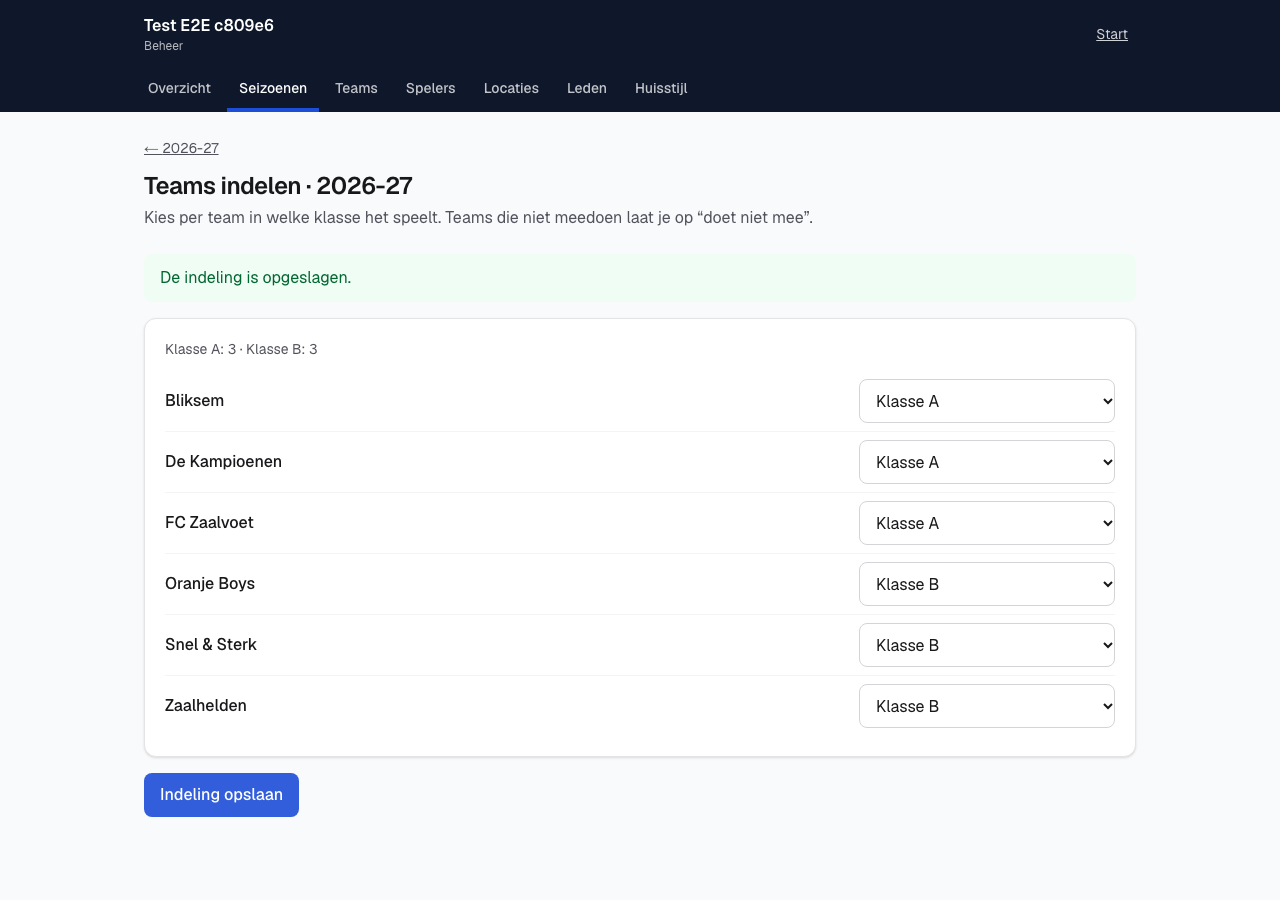 Test E2E c809e6
Beheer
Start
Overzicht Seizoenen Teams Spelers Locaties Leden Huisstijl
← 2026-27
Teams indelen · 2026-27
Kies per team in welke klasse het speelt. Teams die niet meedoen laat je op “doet niet mee”.
De indeling is opgeslagen.
Klasse A: 3 · Klasse B: 3
Bliksem Klasse A
De Kampioenen Klasse A
FC Zaalvoet Klasse A
Oranje Boys Klasse B
Snel & Sterk Klasse B
Zaalhelden Klasse B
Indeling opslaan